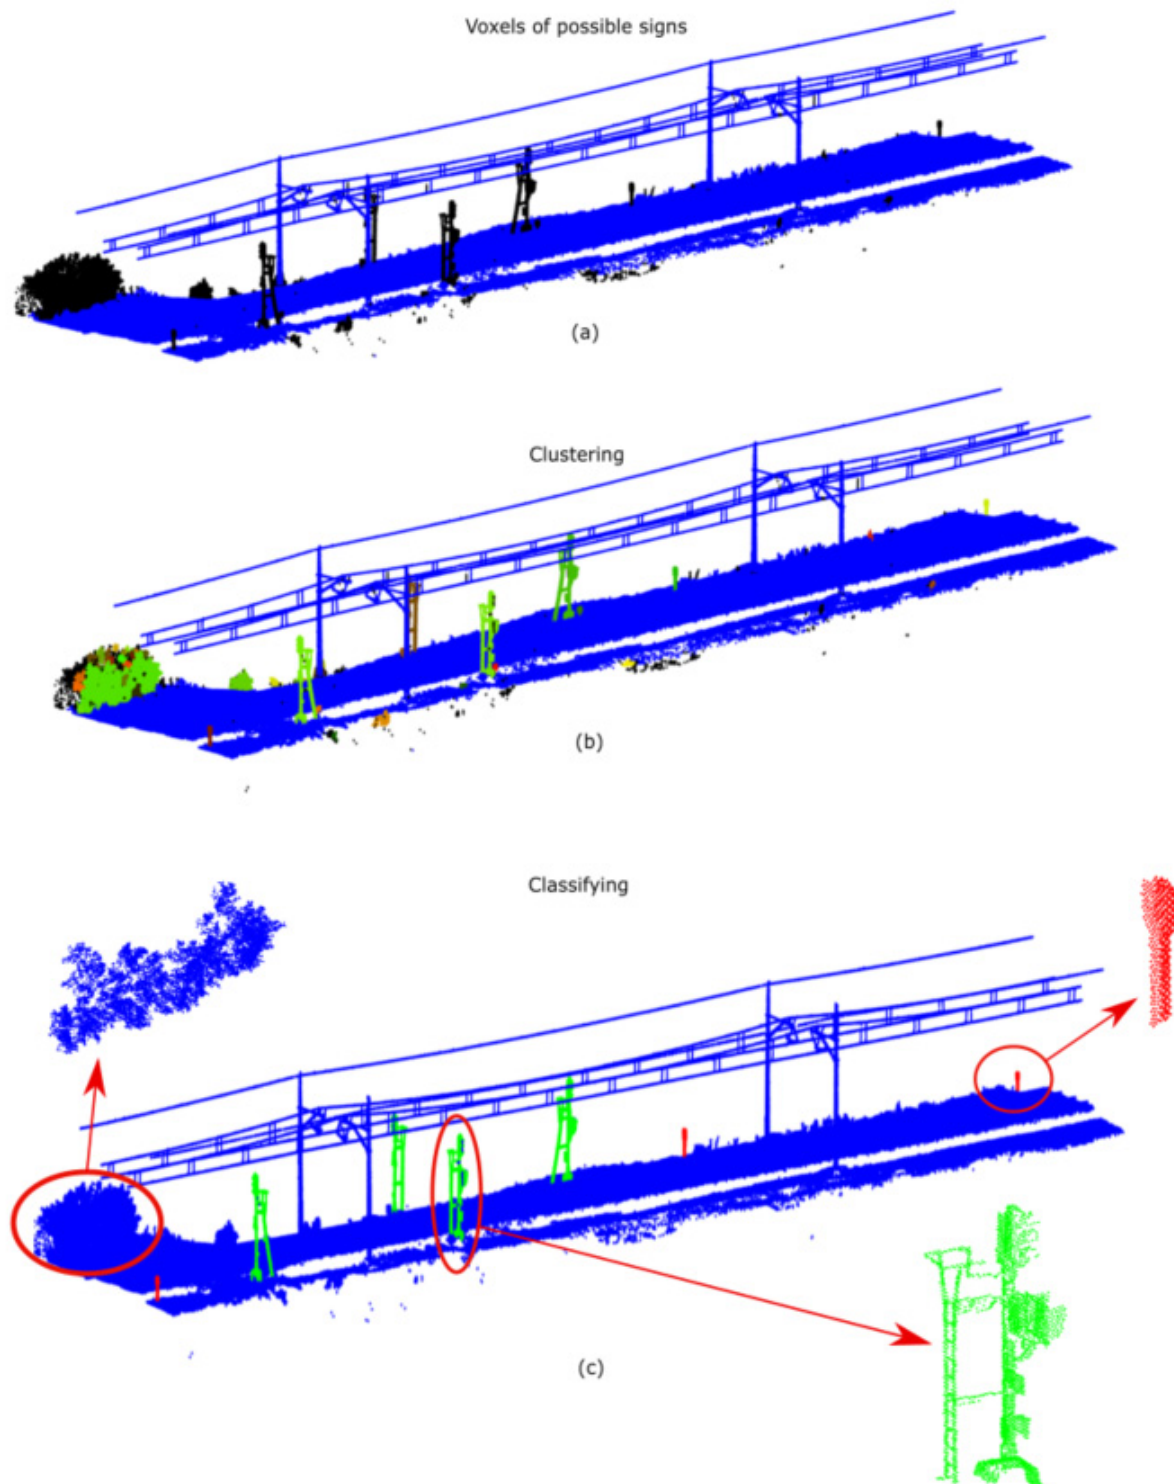 Voxels of possible signs
(a)
Clustering
(b)
Classifying
(c)